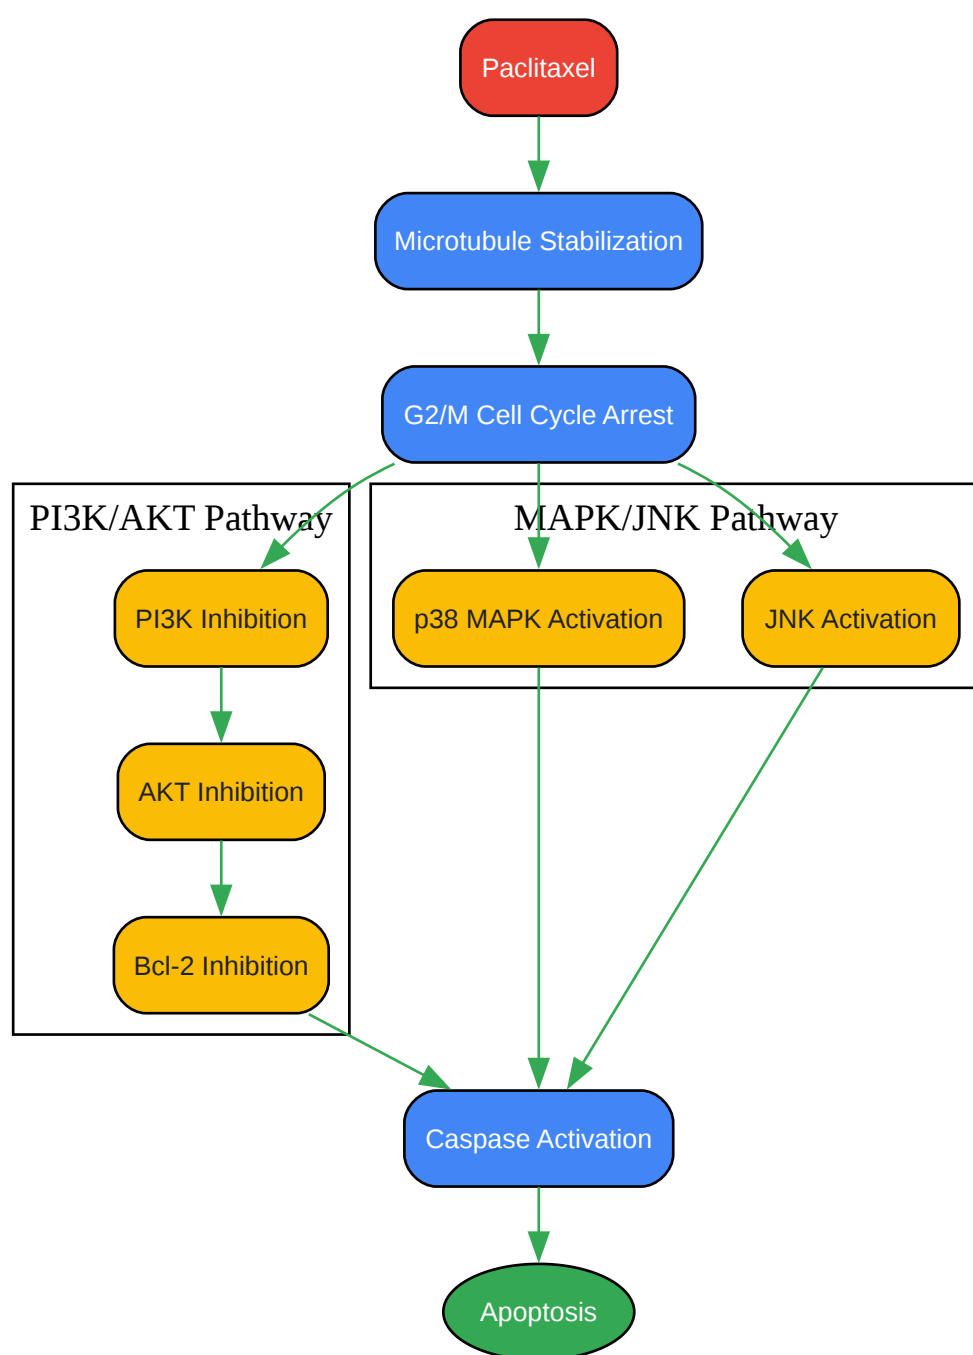 Paclitaxel
Microtubule Stabilization
G2/M Cell Cycle Arrest
PI3K/AKT Pathway
MAPK/JNK Pathway
PI3K Inhibition
p38 MAPK Activation
JNK Activation
AKT Inhibition
Bcl-2 Inhibition
Caspase Activation
Apoptosis